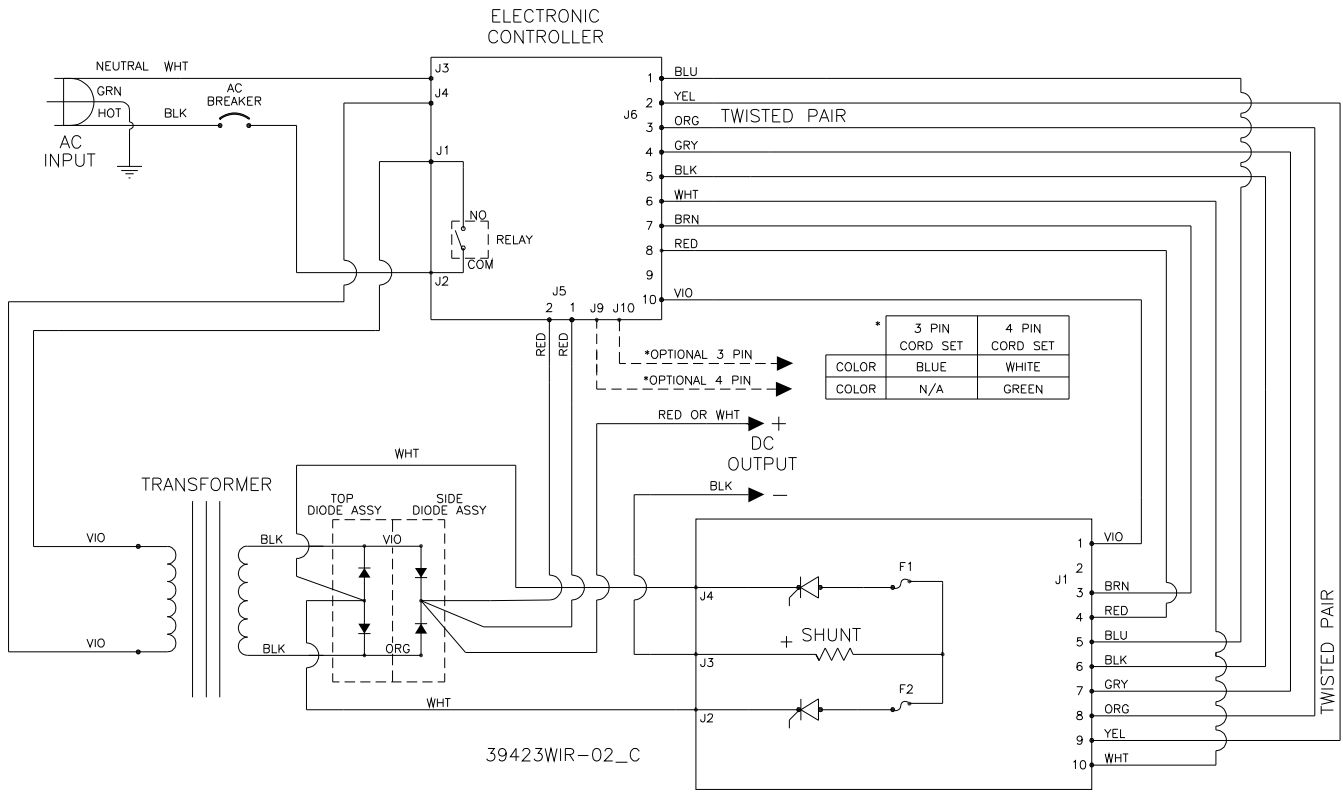 ELECTRONIC
CONTROLLER
NEUTRAL WHT
GRN
HOT
BLK
AC
BREAKER
AC
INPUT
J3
J4
J1
NO
RELAY
COM
J2
J6
1 BLU
2 YEL
TWISTED PAIR
3 ORG
4 GRY
5 BLK
6 WHT
7 BRN
8 RED
9
10 VIO
J5
2 1 J9 J10
RED
RED
*OPTIONAL 3 PIN
*OPTIONAL 4 PIN
* 3 PIN CORD SET 4 PIN CORD SET
COLOR BLUE WHITE
COLOR N/A GREEN
RED OR WHT +
DC
OUTPUT
BLK −
WHT
TRANSFORMER
TOP
DIODE ASSY
SIDE
DIODE ASSY
VIO
BLK
VIO
VIO
BLK
ORG
WHT
J4
F1
+ SHUNT
J3
F2
J2
J1
1 VIO
2
3 BRN
4 RED
5 BLU
6 BLK
7 GRY
8 ORG
9 YEL
10 WHT
TWISTED PAIR
39423WIR-02_C